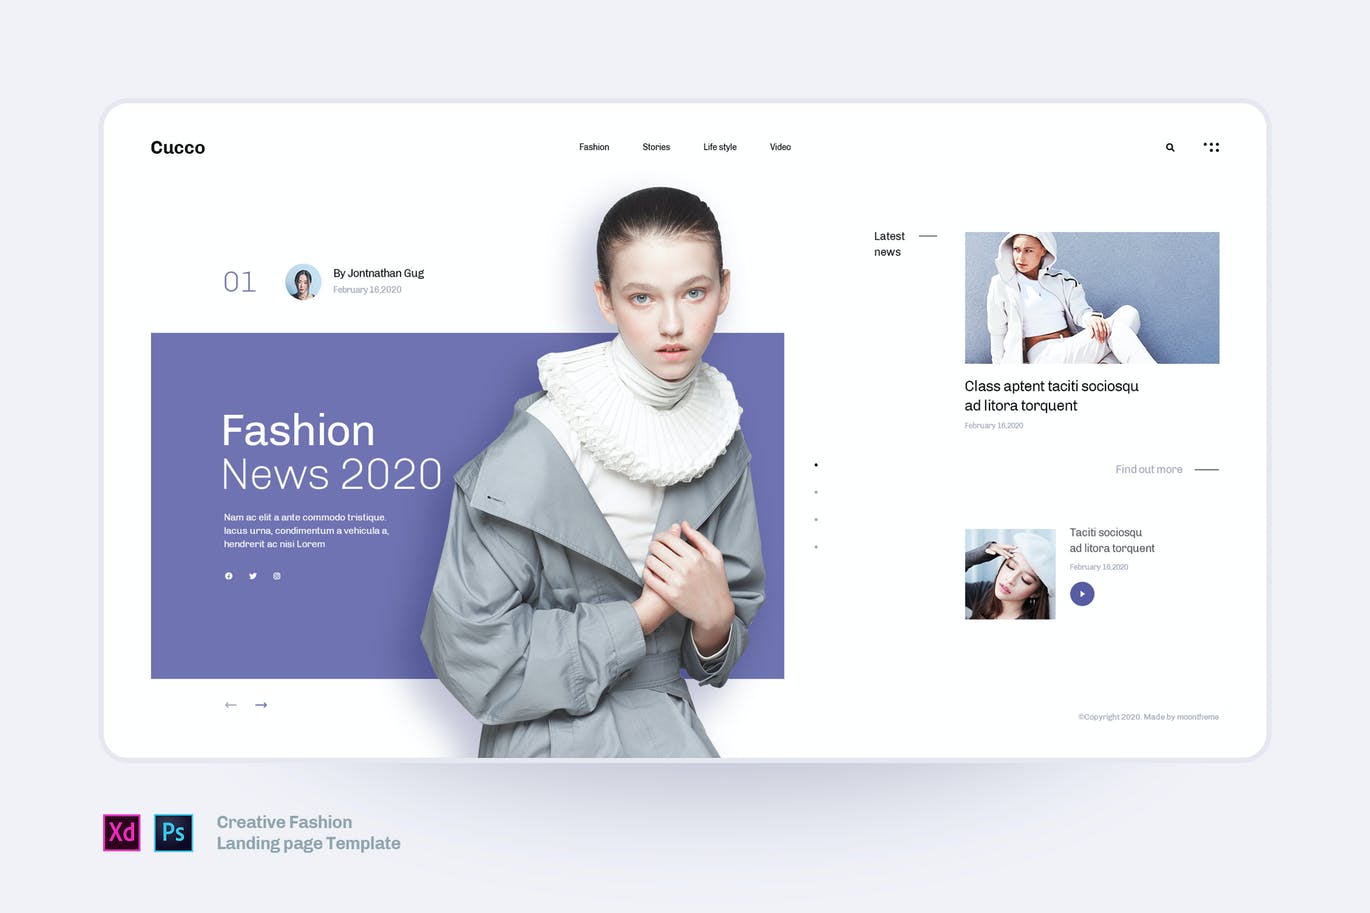 Cucco
Fashion
Stories
Life style
Video
01
By Jontnathan Gug
February 16,2020
Fashion
News 2020
Nam ac elit a ante commodo tristique.
lacus urna, condimentum a vehicula a,
hendrerit ac nisi Lorem
Latest
news
Class aptent taciti sociosqu
ad litora torquent
February 16,2020
Find out more
Taciti sociosqu
ad litora torquent
February 16,2020
©Copyright 2020. Made by moontheme
Xd
Ps
Creative Fashion
Landing page Template